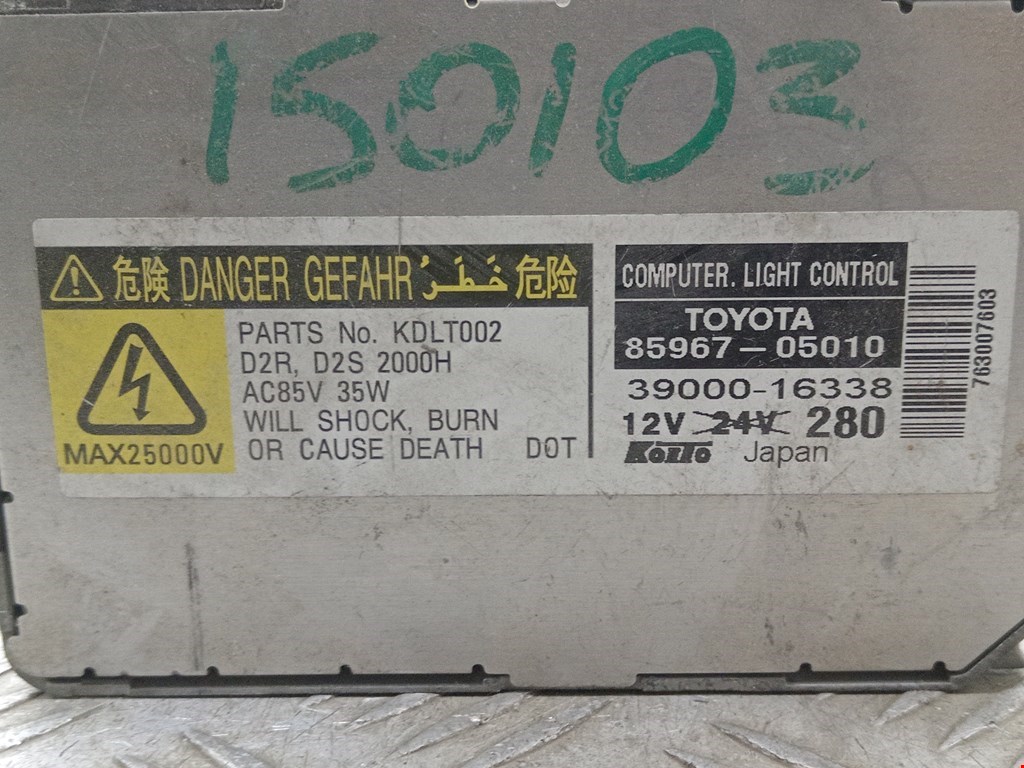 150103
危険 DANGER GEFAHR خَطَرُ 危险
PARTS No. KDLT002
D2R, D2S 2000H
AC85V 35W
WILL SHOCK, BURN
OR CAUSE DEATH DOT
MAX25000V
COMPUTER. LIGHT CONTROL
TOYOTA
85967-05010
39000-16338
12V 24V 280
KOITO Japan
763007603